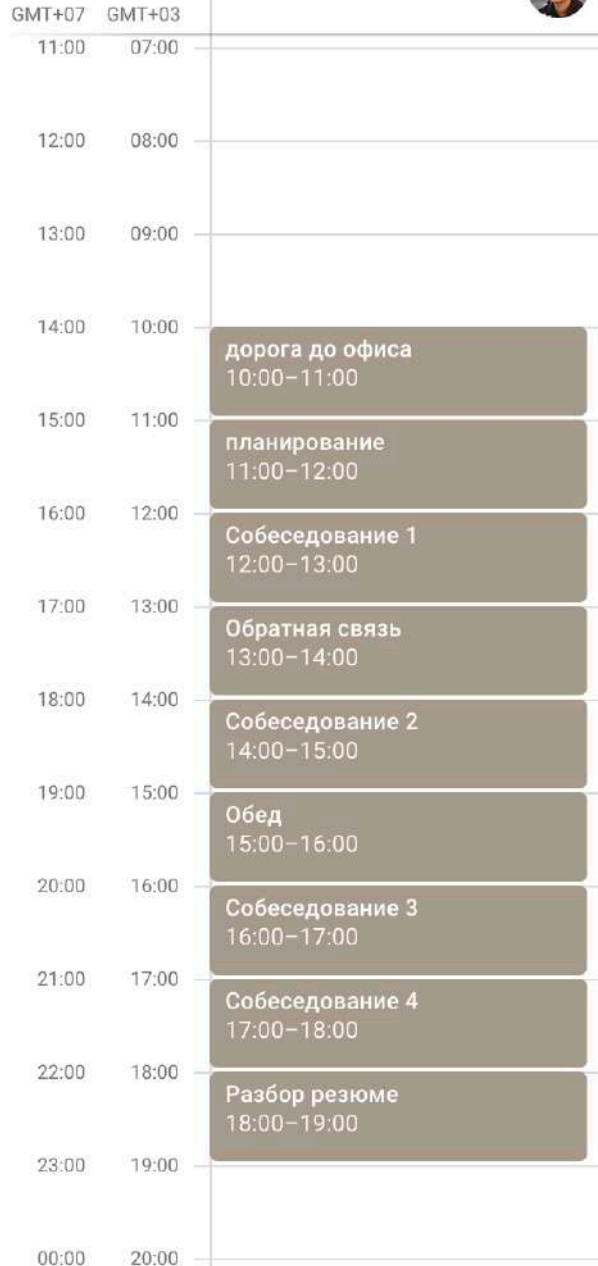 GMT+07 GMT+03
11:00 07:00
12:00 08:00
13:00 09:00
14:00 10:00
дорога до офиса
10:00–11:00
15:00 11:00
планирование
11:00–12:00
16:00 12:00
Собеседование 1
12:00–13:00
17:00 13:00
Обратная связь
13:00–14:00
18:00 14:00
Собеседование 2
14:00–15:00
19:00 15:00
Обед
15:00–16:00
20:00 16:00
Собеседование 3
16:00–17:00
21:00 17:00
Собеседование 4
17:00–18:00
22:00 18:00
Разбор резюме
18:00–19:00
23:00 19:00
00:00 20:00